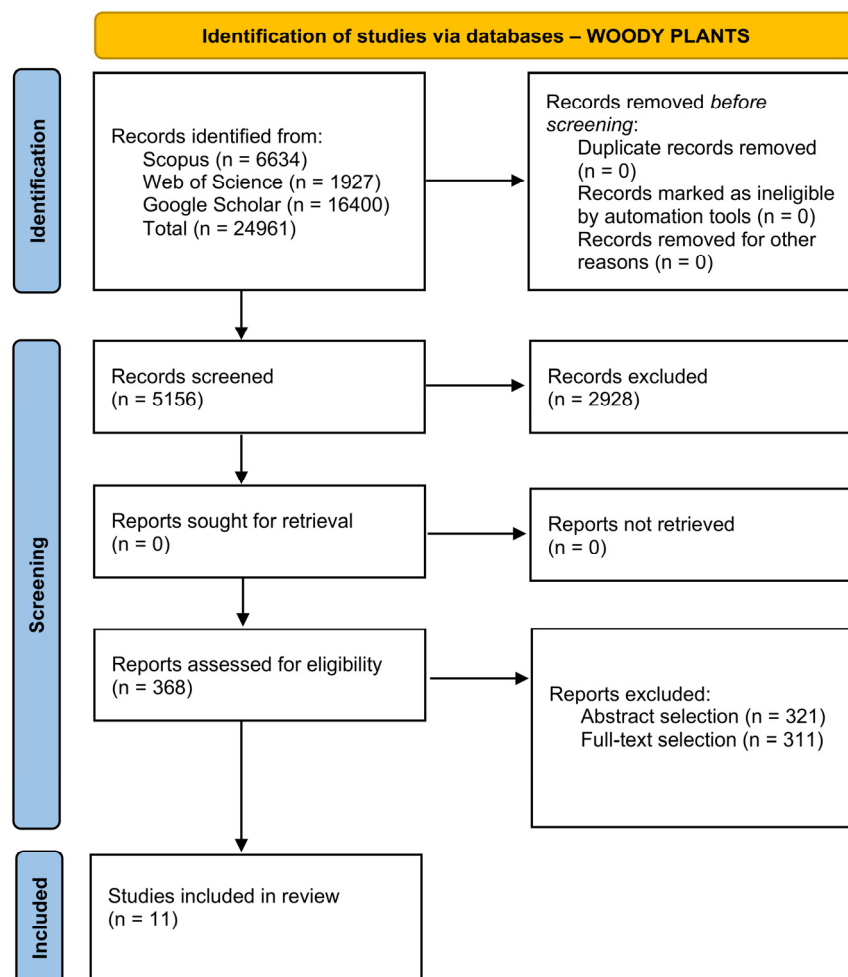 Identification of studies via databases – WOODY PLANTS
Identification
Records identified from:
Scopus (n = 6634)
Web of Science (n = 1927)
Google Scholar (n = 16400)
Total (n = 24961)
Records removed before
screening:
Duplicate records removed
(n = 0)
Records marked as ineligible
by automation tools (n = 0)
Records removed for other
reasons (n = 0)
Screening
Records screened
(n = 5156)
Records excluded
(n = 2928)
Reports sought for retrieval
(n = 0)
Reports not retrieved
(n = 0)
Reports assessed for eligibility
(n = 368)
Reports excluded:
Abstract selection (n = 321)
Full-text selection (n = 311)
Included
Studies included in review
(n = 11)